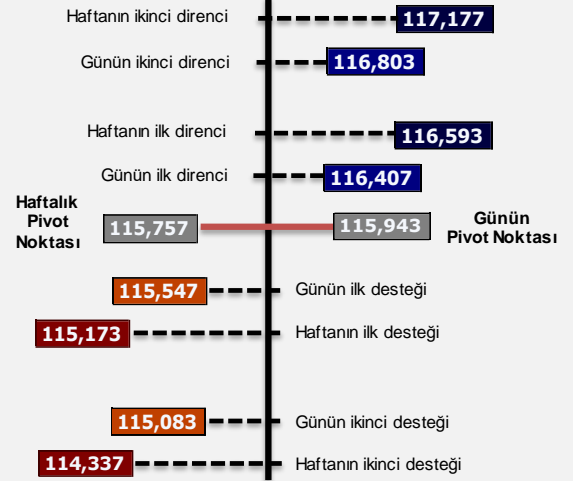 Haftanın ikinci direnci 117,177
Günün ikinci direnci 116,803
Haftanın ilk direnci 116,593
Günün ilk direnci 116,407
Haftalık
Pivot
Noktası
115,757
115,943
Günün
Pivot Noktası
115,547 Günün ilk desteği
115,173 Haftanın ilk desteği
115,083 Günün ikinci desteği
114,337 Haftanın ikinci desteği